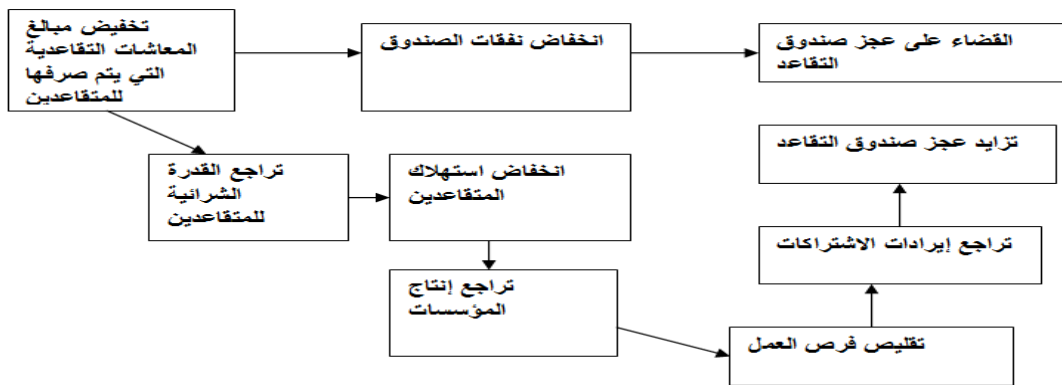 تخفيض مبالغ
المعاشات التقاعدية
التي يتم صرفها
للمتقاعدين
انخفاض نفقات الصندوق
القضاء على عجز صندوق
التقاعد
تراجع القدرة
الشرائية
للمتقاعدين
انخفاض استهلاك
المتقاعدين
تراجع إنتاج
المؤسسات
تقليص فرص العمل
تراجع إيرادات الاشتراكات
تزايد عجز صندوق التقاعد